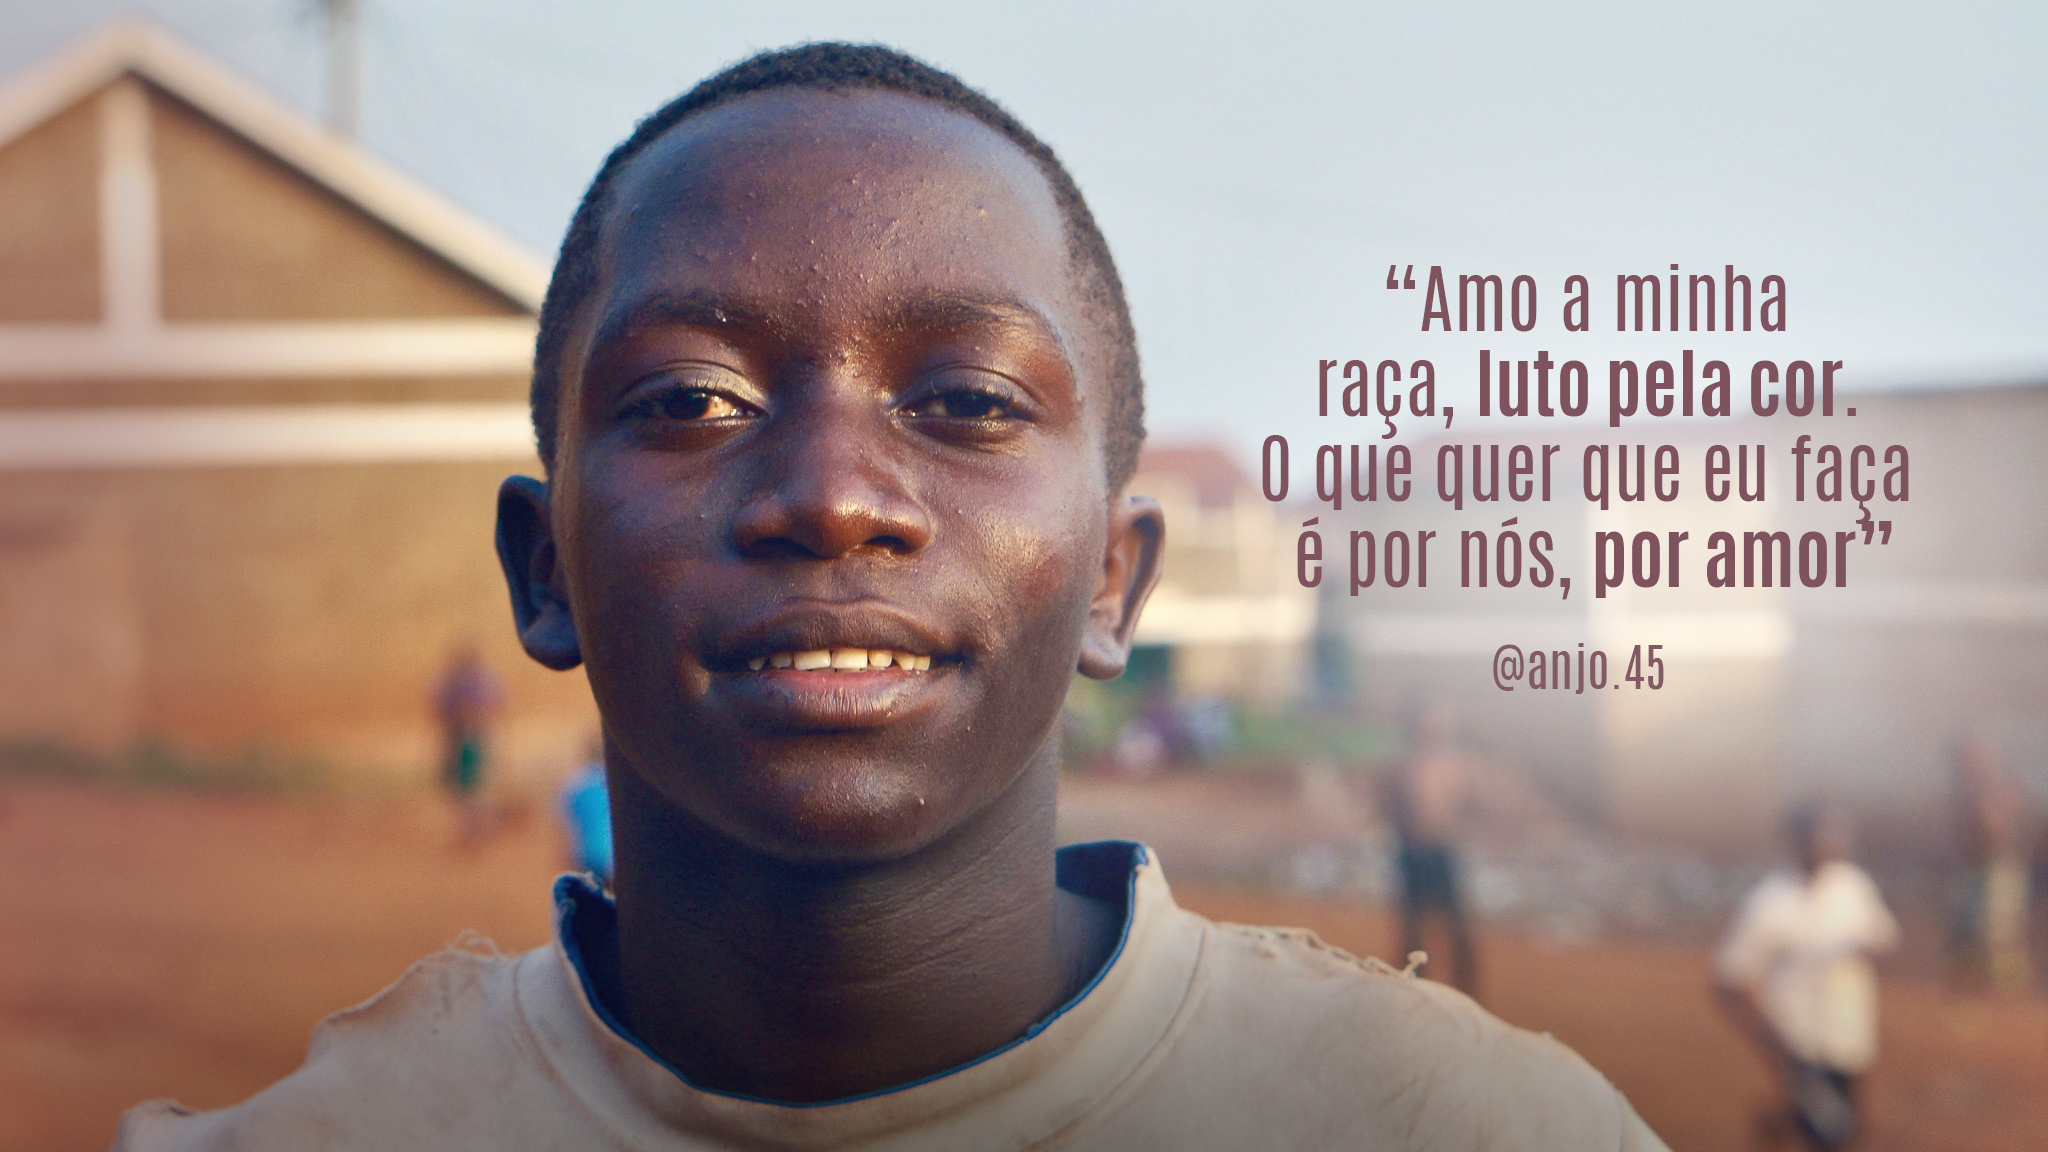 “Amo a minha
raça, luto pela cor.
O que quer que eu faça
é por nós, por amor”
@anjo.45